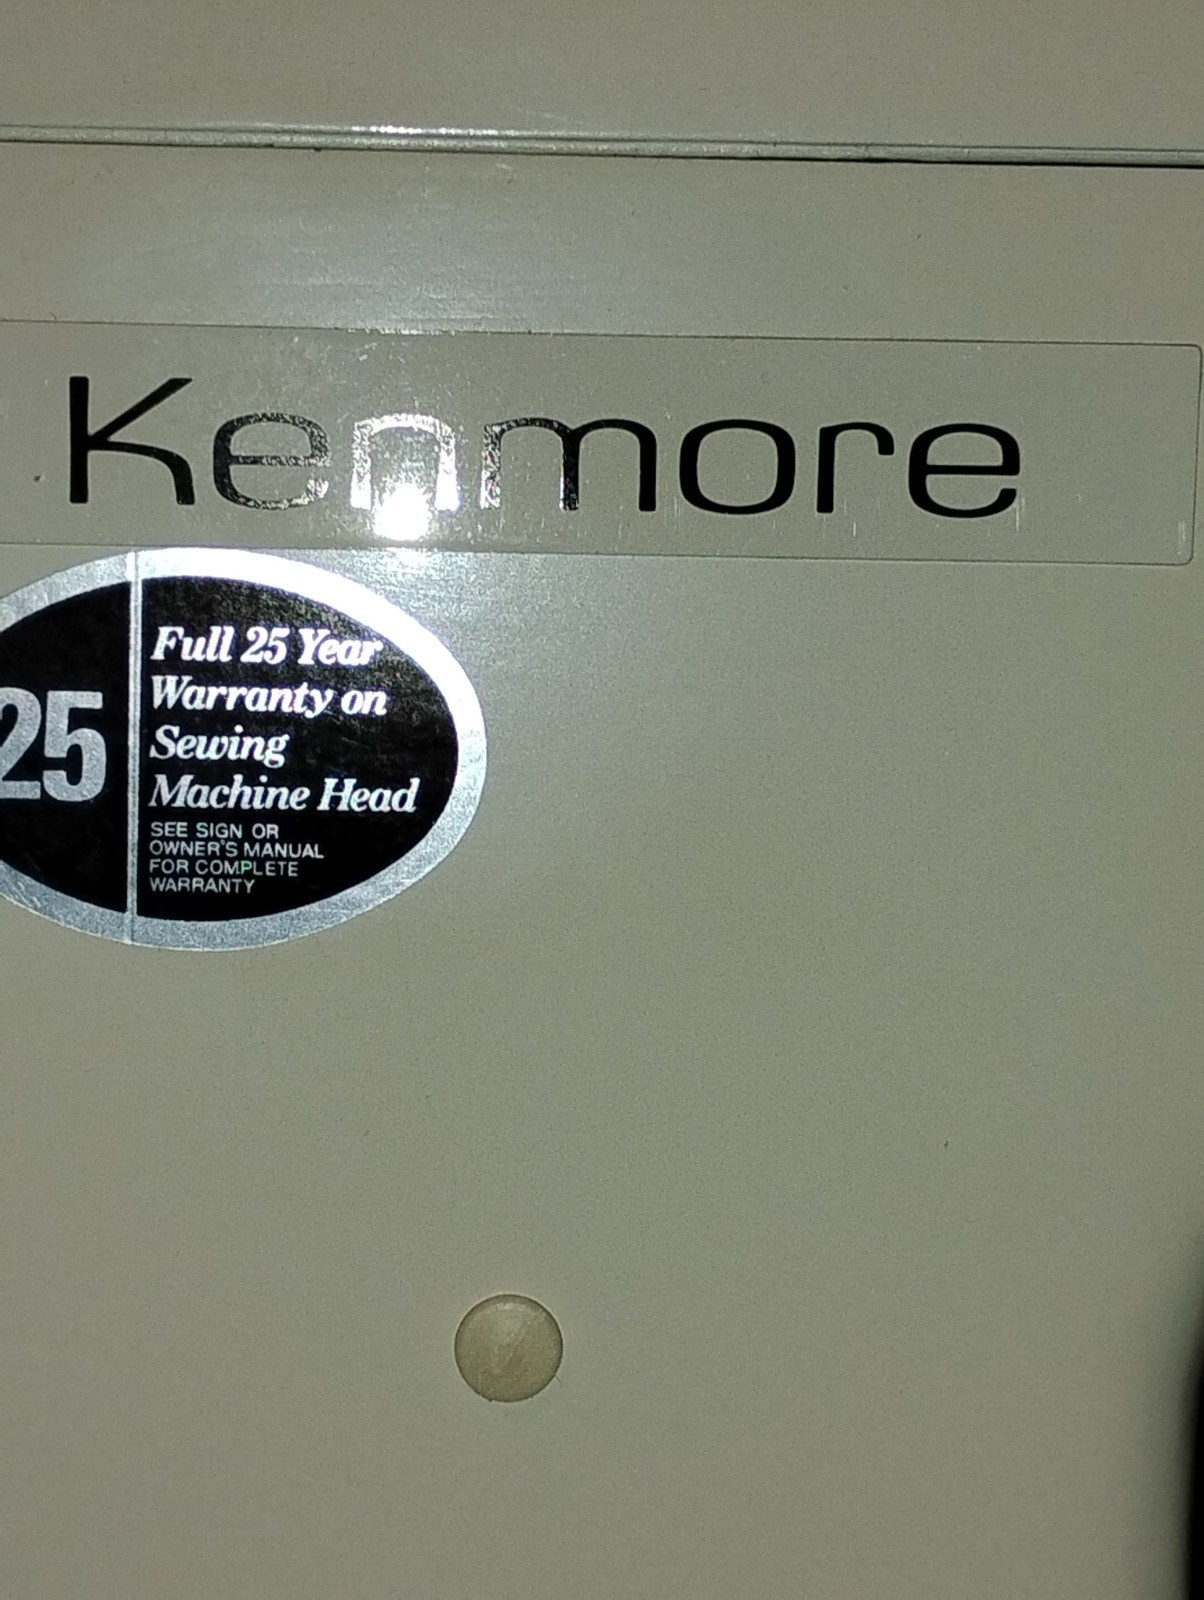 Kenmore
25
Full 25 Year
Warranty on
Sewing
Machine Head
SEE SIGN OR
OWNER'S MANUAL
FOR COMPLETE
WARRANTY